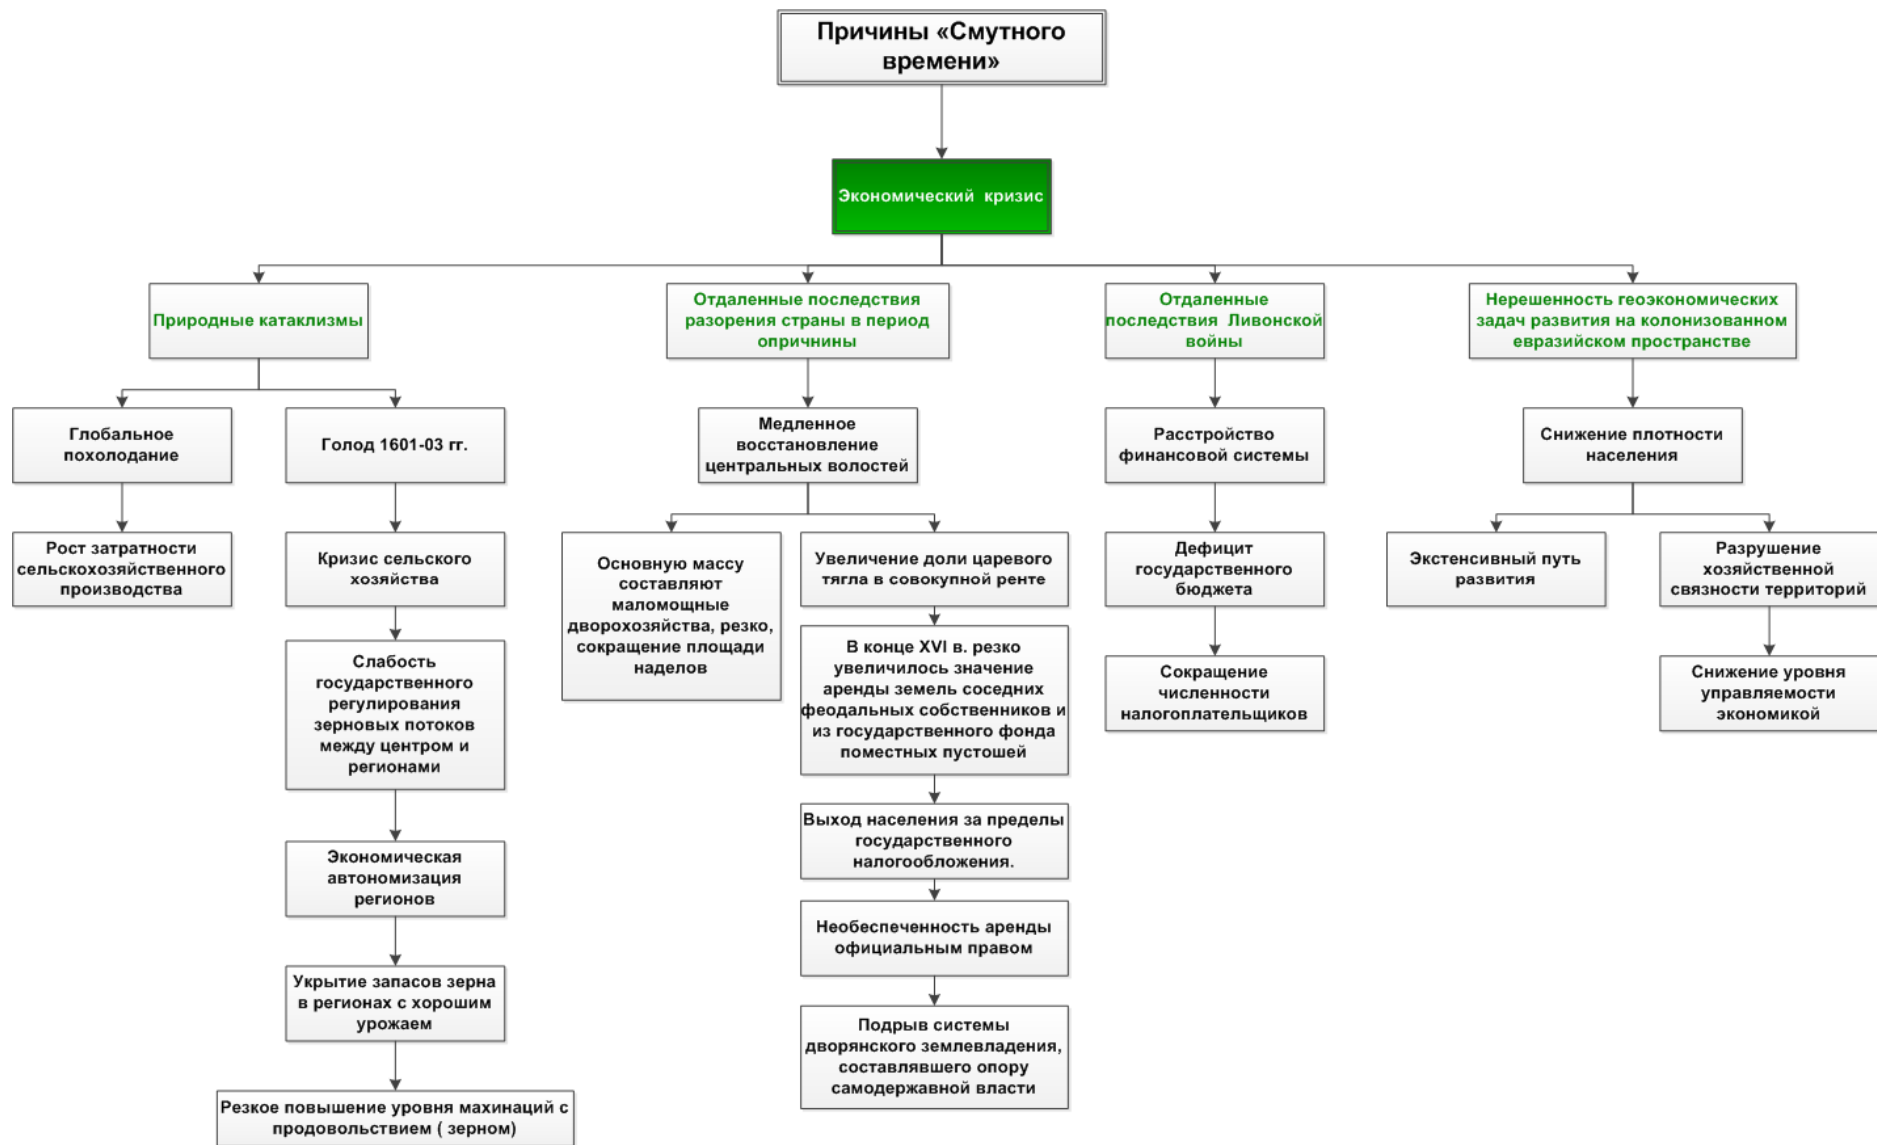 Причины «Смутного
времени»
Экономический кризис
Природные катаклизмы
Отдаленные последствия
разорения страны в период
опричнины
Отдаленные
последствия Ливонской
войны
Нерешенность геоэкономических
задач развития на колонизованном
евразийском пространстве
Глобальное
похолодание
Голод 1601-03 гг.
Медленное
восстановление
центральных волостей
Расстройство
финансовой системы
Снижение плотности
населения
Рост затратности
сельскохозяйственного
производства
Кризис сельского
хозяйства
Основную массу
составляют
маломощные
дворохозяйства, резко,
сокращение площади
наделов
Увеличение доли царевого
тягла в совокупной ренте
Дефицит
государственного
бюджета
Экстенсивный путь
развития
Разрушение
хозяйственной
связности территорий
Слабость
государственного
регулирования
зерновых потоков
между центром и
регионами
В конце XVI в. резко
увеличилось значение
аренды земель соседних
феодальных собственников и
из государственного фонда
поместных пустошей
Сокращение
численности
налогоплательщиков
Снижение уровня
управляемости
экономикой
Экономическая
автономизация
регионов
Выход населения за пределы
государственного
налогообложения.
Укрытие запасов зерна
в регионах с хорошим
урожаем
Необеспеченность аренды
официальным правом
Резкое повышение уровня махинаций с
продовольствием ( зерном)
Подрыв системы
дворянского землевладения,
составлявшего опору
самодержавной власти